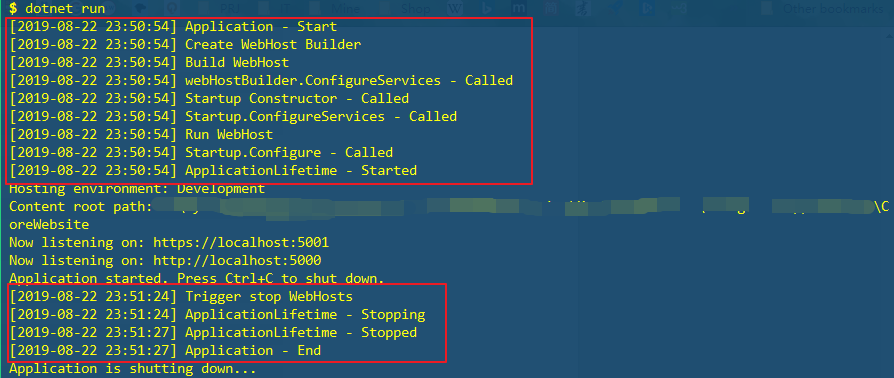 $ dotnet run
[2019-08-22 23:50:54] Application - Start
[2019-08-22 23:50:54] Create WebHost Builder
[2019-08-22 23:50:54] Build WebHost
[2019-08-22 23:50:54] webHostBuilder.ConfigureServices - Called
[2019-08-22 23:50:54] Startup Constructor - Called
[2019-08-22 23:50:54] Startup.ConfigureServices - Called
[2019-08-22 23:50:54] Run WebHost
[2019-08-22 23:50:54] Startup.Configure - Called
[2019-08-22 23:50:54] ApplicationLifetime - Started
Hosting environment: Development
Content root path: \C
oreWebsite
Now listening on: https://localhost:5001
Now listening on: http://localhost:5000
Application started. Press Ctrl+C to shut down.
[2019-08-22 23:51:24] Trigger stop WebHosts
[2019-08-22 23:51:24] ApplicationLifetime - Stopping
[2019-08-22 23:51:27] ApplicationLifetime - Stopped
[2019-08-22 23:51:27] Application - End
Application is shutting down...
Mine
Shop
Other bookmarks